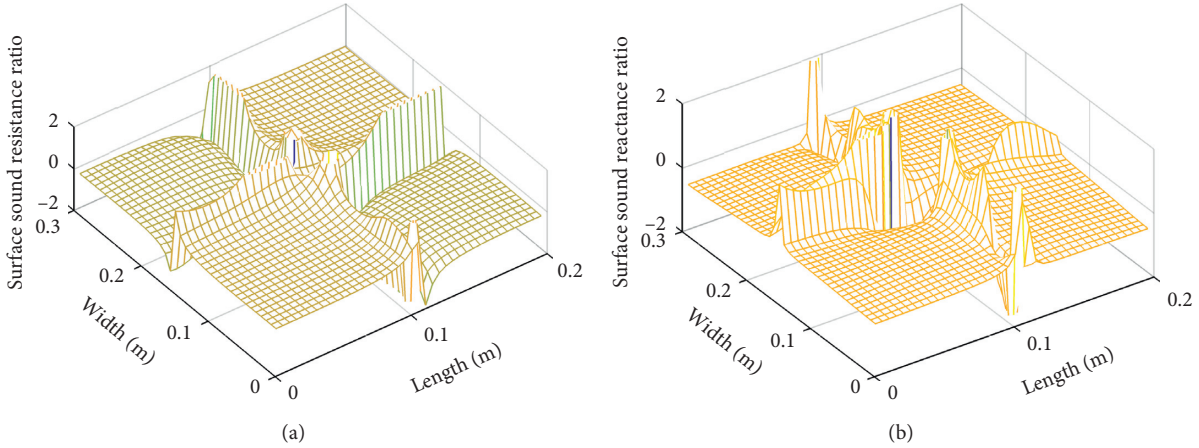 Surface sound resistance ratio
2
0
−2
0.3
0.2
0.1
0
Width (m)
0
0.1
0.2
Length (m)
(a)
Surface sound reactance ratio
2
0
−2
0.3
0.2
0.1
0
Width (m)
0
0.1
0.2
Length (m)
(b)